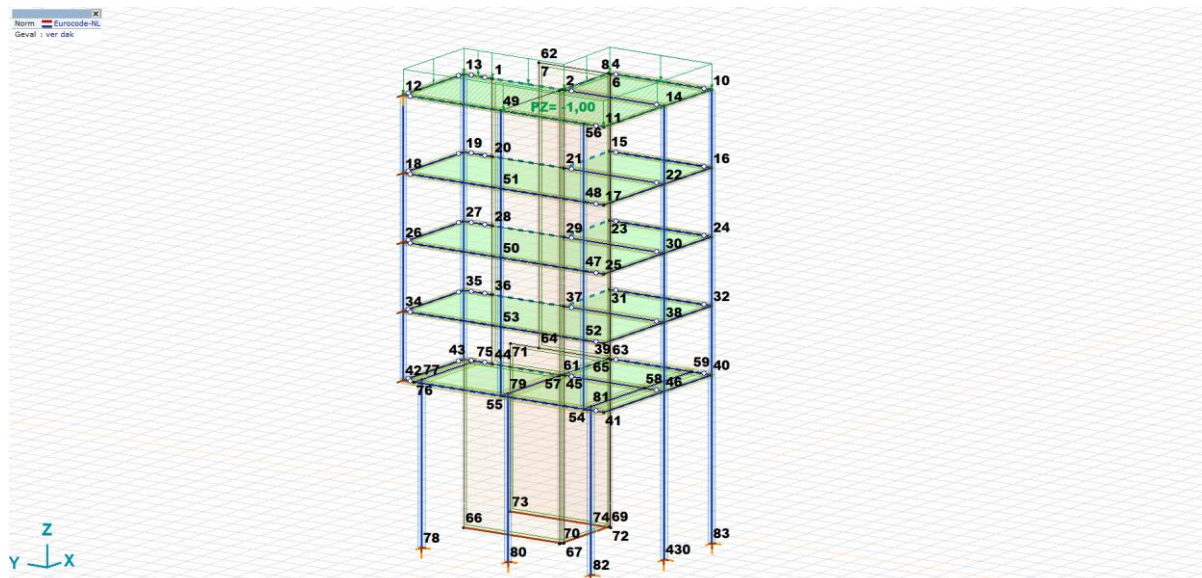 Norm Eurocode-NL
Geval : ver dak
62
13 1 7 2 8 4 6 10
12
49 PZ= -1,00 11 14
56
19 20 15
18 21 16
51 22
48 17
27 28
26 29 23 24
50 30
47 25
35 36
34 37 31 32
53 38
52
64
43 75 44 71 39 63
42 77 61 65 59 40
76 79 57 45 58 46
55 81
54 41
73
66 74 69
78 70 72 83
80 67 430
82
Z
Y X